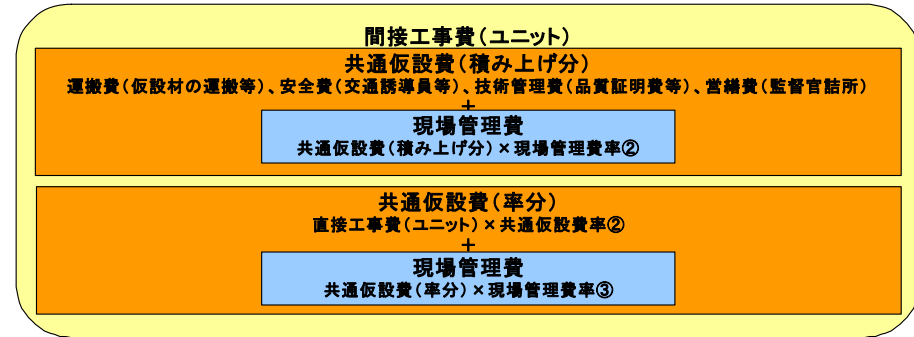 間接工事費(ユニット)
共通仮設費(積み上げ分)
運搬費(仮設材の運搬等)、安全費(交通誘導員等)、技術管理費(品質証明費等)、営繕費(監督官詰所)
+
現場管理費
共通仮設費(積み上げ分)×現場管理費率②
共通仮設費(率分)
直接工事費(ユニット)×共通仮設費率②
+
現場管理費
共通仮設費(率分)×現場管理費率③